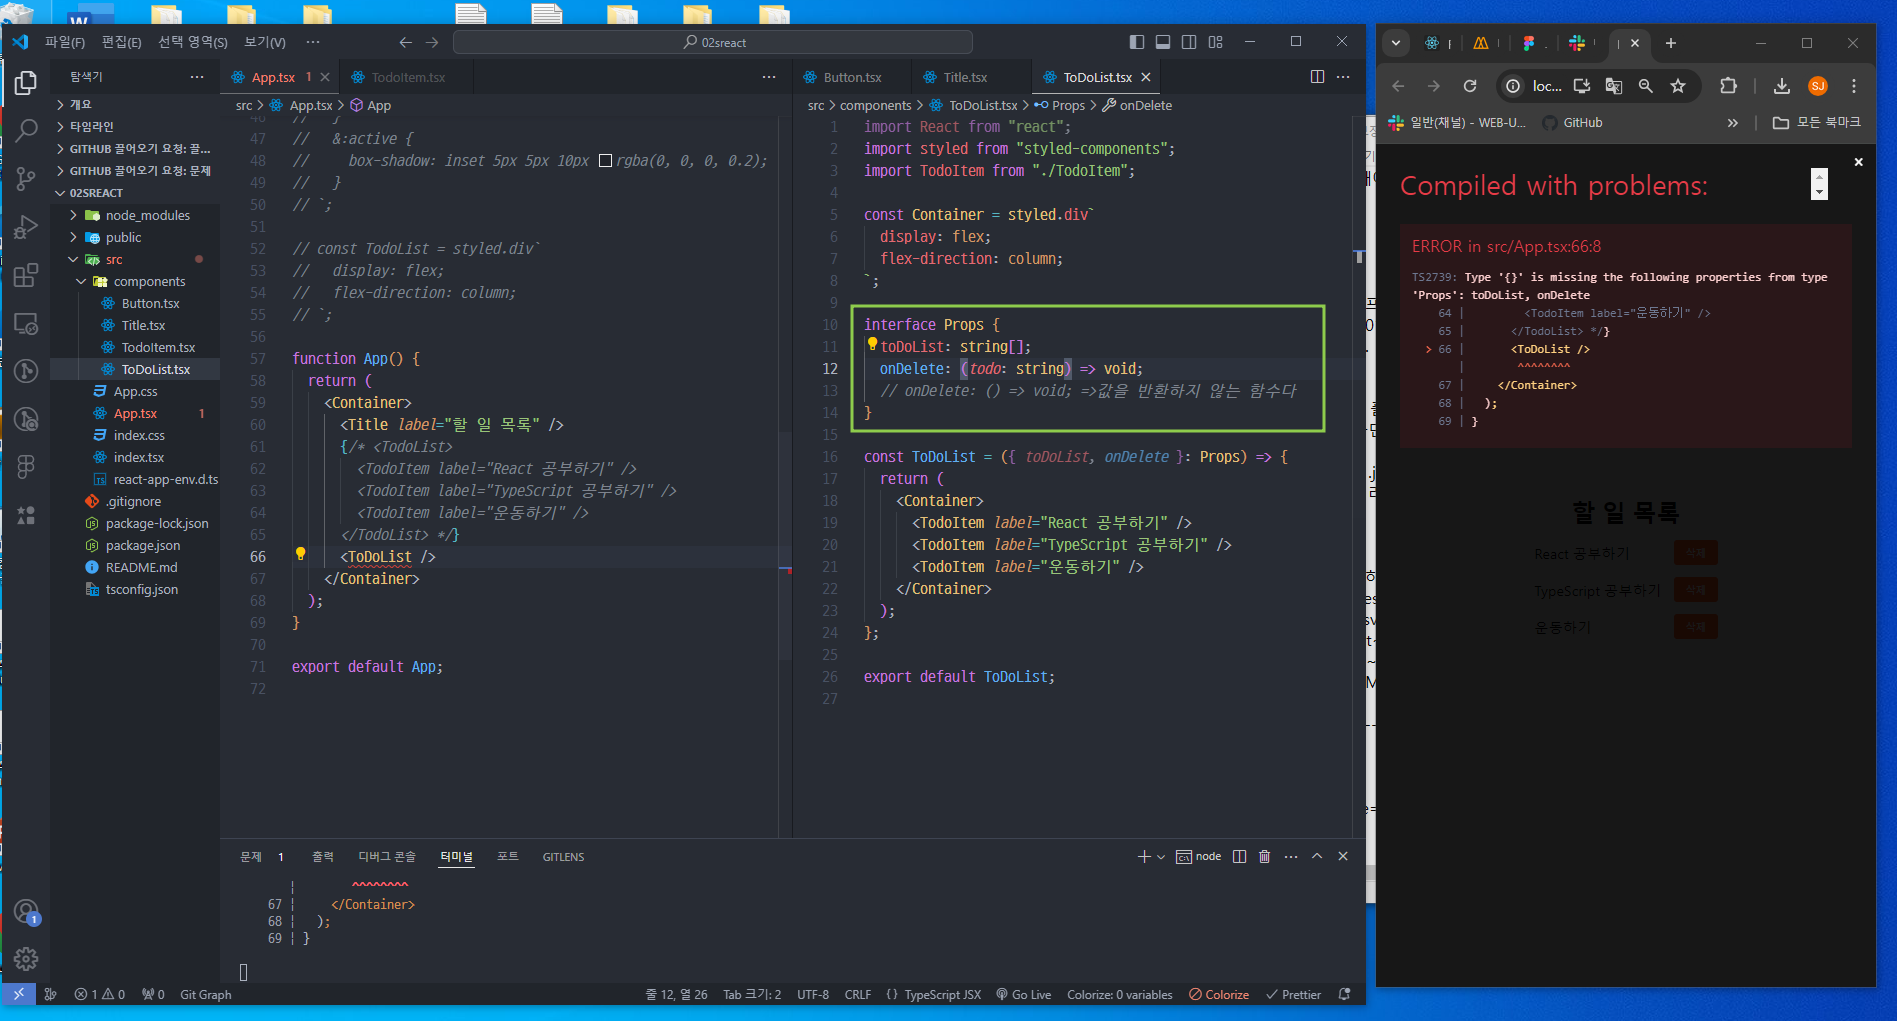 파일(F) 편집(E) 선택 영역(S) 보기(V) ··· 02sreact
탐색기 ···
개요
타임라인
GITHUB 끌어오기 요청: 끌...
GITHUB 끌어오기 요청: 문제
02SREACT
node_modules
public
src
components
Button.tsx
Title.tsx
TodoItem.tsx
ToDoList.tsx
App.css
App.tsx 1
index.css
index.tsx
react-app-env.d.ts
.gitignore
package-lock.json
package.json
README.md
tsconfig.json
App.tsx 1
TodoItem.tsx
src > App.tsx > App
46 // }
47 // &:active {
48 // box-shadow: inset 5px 5px 10px rgba(0, 0, 0, 0.2);
49 // }
50 // `;
51
52 // const TodoList = styled.div`
53 // display: flex;
54 // flex-direction: column;
55 // `;
56
57 function App() {
58 return (
59 <Container>
60 <Title label="할 일 목록" />
61 {/* <TodoList>
62 <TodoItem label="React 공부하기" />
63 <TodoItem label="TypeScript 공부하기" />
64 <TodoItem label="운동하기" />
65 </TodoList> */}
66 <ToDoList />
67 </Container>
68 );
69 }
70
71 export default App;
72
Button.tsx
Title.tsx
ToDoList.tsx
src > components > ToDoList.tsx > Props > onDelete
1 import React from "react";
2 import styled from "styled-components";
3 import TodoItem from "./TodoItem";
4
5 const Container = styled.div`
6 display: flex;
7 flex-direction: column;
8 `;
9
10 interface Props {
11 toDoList: string[];
12 onDelete: (todo: string) => void;
13 // onDelete: () => void; =>값을 반환하지 않는 함수다
14 }
15
16 const ToDoList = ({ toDoList, onDelete }: Props) => {
17 return (
18 <Container>
19 <TodoItem label="React 공부하기" />
20 <TodoItem label="TypeScript 공부하기" />
21 <TodoItem label="운동하기" />
22 </Container>
23 );
24 };
25
26 export default ToDoList;
27
문제 1 출력 디버그 콘솔 터미널 포트 GITLENS
node
| ^^^^^^^^
67 | </Container>
68 | );
69 | }
1
1 0 0 Git Graph 줄 12, 열 26 Tab 크기: 2 UTF-8 CRLF {} TypeScript JSX Go Live Colorize: 0 variables Colorize Prettier
loc... SJ
일반(채널) - WEB-U... GitHub » 모든 북마크
Compiled with problems:
ERROR in src/App.tsx:66:8
TS2739: Type '{}' is missing the following properties from type
'Props': toDoList, onDelete
64 | <TodoItem label="운동하기" />
65 | </TodoList> */}
> 66 | <ToDoList />
| ^^^^^^^^
67 | </Container>
68 | );
69 | }
할 일 목록
React 공부하기 삭제
TypeScript 공부하기 삭제
운동하기 삭제